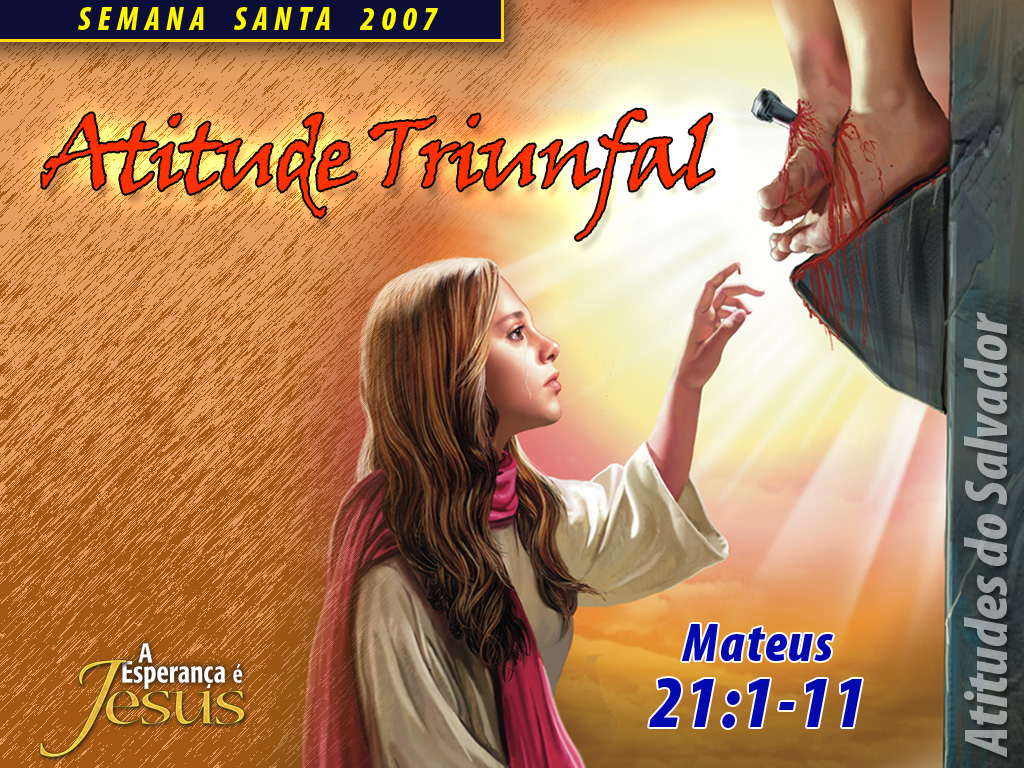 SEMANA SANTA 2007
Atitude Triunfal
A
Esperança é
Jesus
Mateus
21:1-11
Atitudes do Salvador